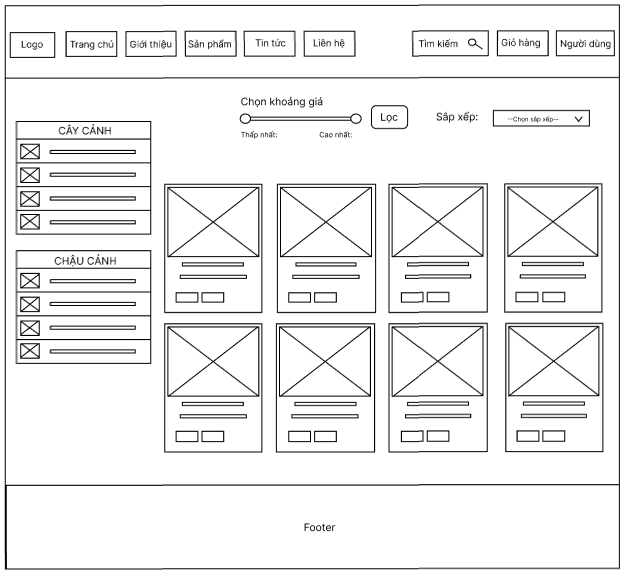 Logo
Trang chủ
Giới thiệu
Sản phẩm
Tin tức
Liên hệ
Tìm kiếm
Giỏ hàng
Người dùng
Chọn khoảng giá
Thấp nhất:
Cao nhất:
Lọc
Sắp xếp:
--Chọn sắp xếp--
CÂY CẢNH
CHẬU CẢNH
Footer